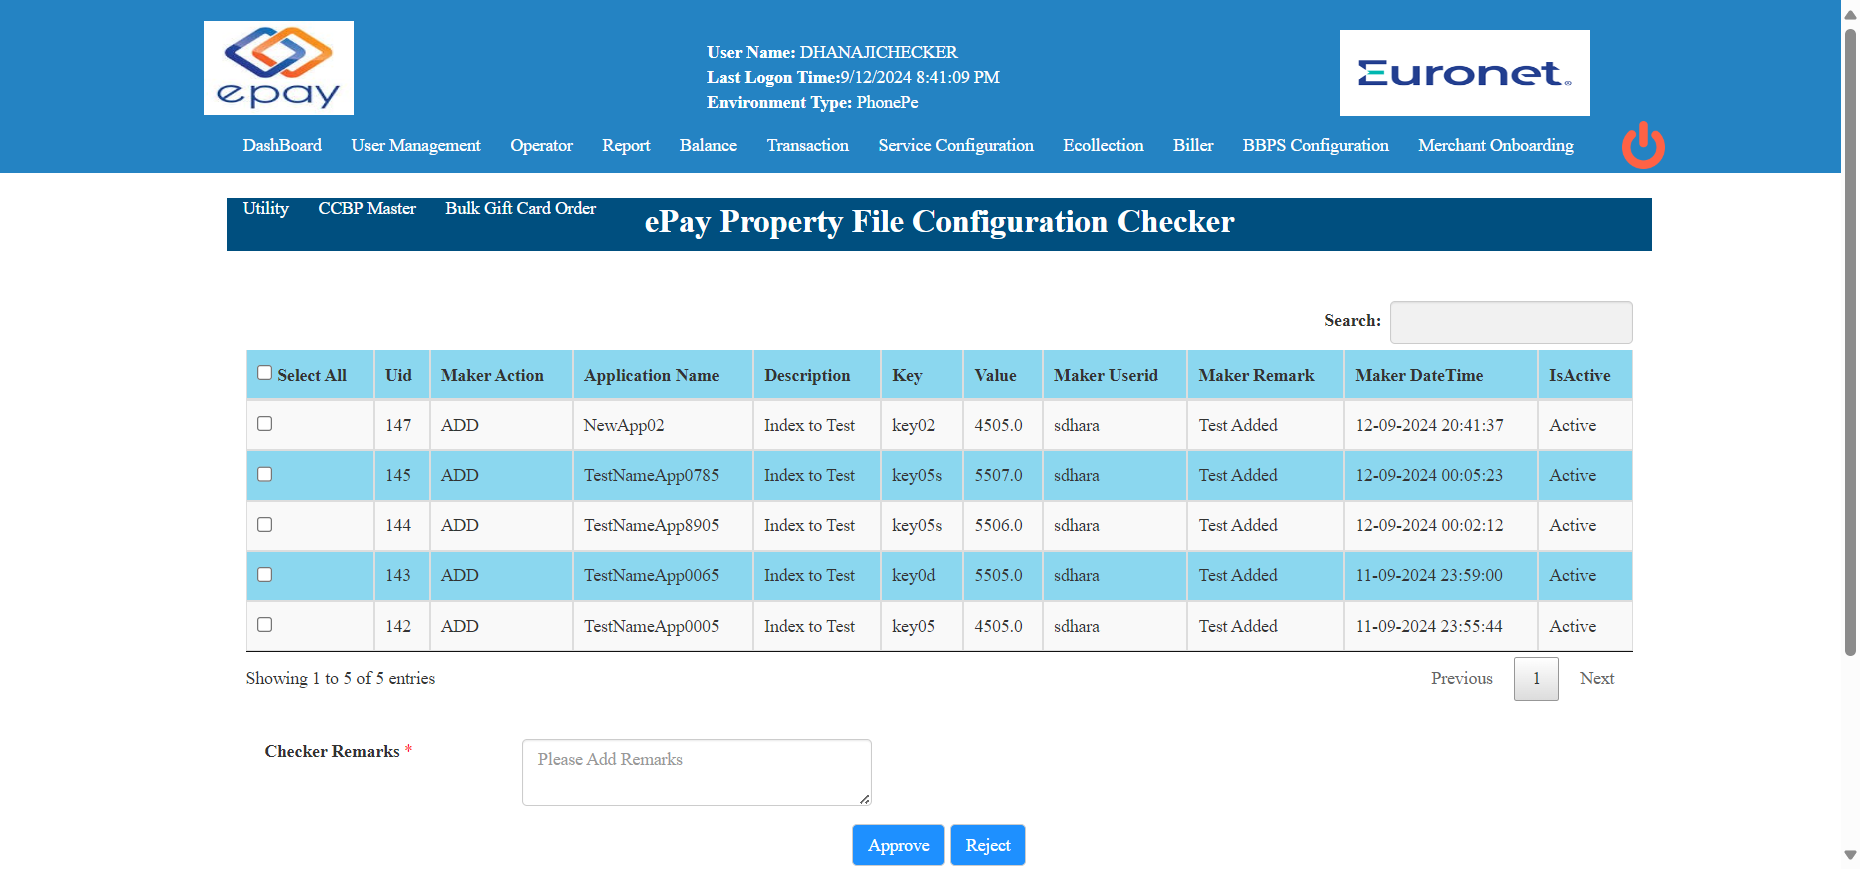 epay
User Name: DHANAJICHECKER
Last Logon Time:9/12/2024 8:41:09 PM
Environment Type: PhonePe
Euronet®
DashBoard User Management Operator Report Balance Transaction Service Configuration Ecollection Biller BBPS Configuration Merchant Onboarding
Utility CCBP Master Bulk Gift Card Order
ePay Property File Configuration Checker
Search:
Select All Uid Maker Action Application Name Description Key Value Maker Userid Maker Remark Maker DateTime IsActive
147 ADD NewApp02 Index to Test key02 4505.0 sdhara Test Added 12-09-2024 20:41:37 Active
145 ADD TestNameApp0785 Index to Test key05s 5507.0 sdhara Test Added 12-09-2024 00:05:23 Active
144 ADD TestNameApp8905 Index to Test key05s 5506.0 sdhara Test Added 12-09-2024 00:02:12 Active
143 ADD TestNameApp0065 Index to Test key0d 5505.0 sdhara Test Added 11-09-2024 23:59:00 Active
142 ADD TestNameApp0005 Index to Test key05 4505.0 sdhara Test Added 11-09-2024 23:55:44 Active
Showing 1 to 5 of 5 entries
Previous 1 Next
Checker Remarks *
Please Add Remarks
Approve Reject